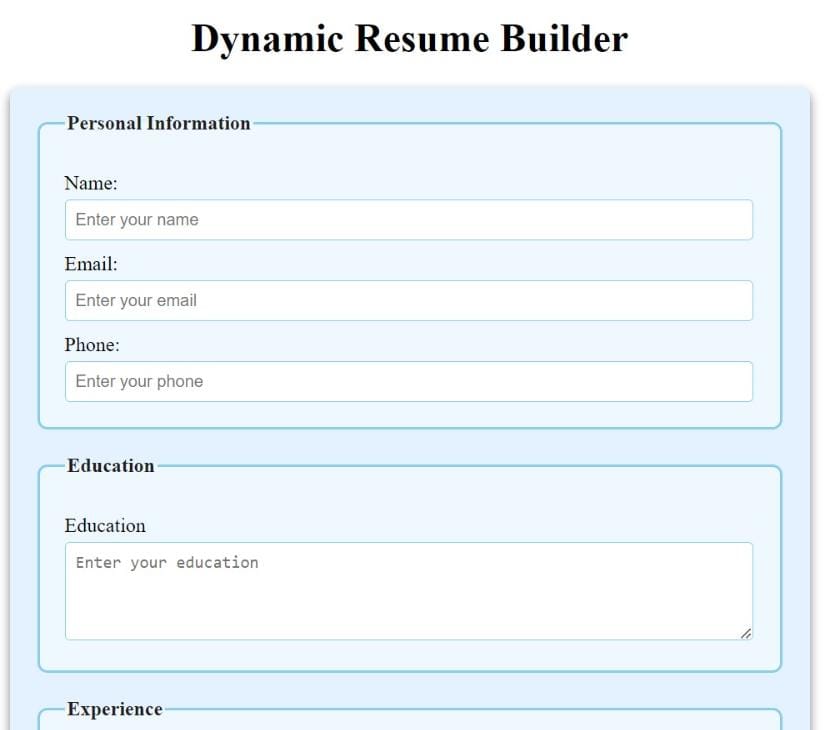 Dynamic Resume Builder
Personal Information
Name:
Enter your name
Email:
Enter your email
Phone:
Enter your phone
Education
Education
Enter your education
Experience